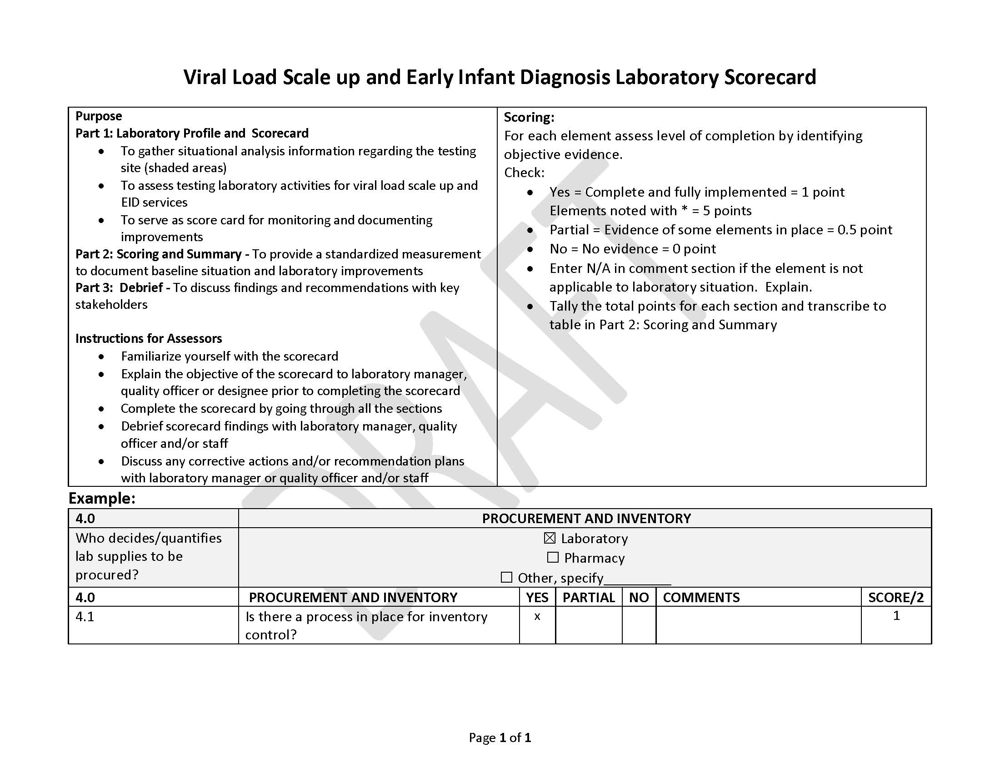 Viral Load Scale up and Early Infant Diagnosis Laboratory Scorecard
Purpose
Part 1: Laboratory Profile and  Scorecard
• To gather situational analysis information regarding the testing
site (shaded areas)
• To assess testing laboratory activities for viral load scale up and
EID services
• To serve as score card for monitoring and documenting
improvements
Part 2: Scoring and Summary - To provide a standardized measurement
to document baseline situation and laboratory improvements
Part 3:  Debrief - To discuss findings and recommendations with key
stakeholders
Instructions for Assessors
• Familiarize yourself with the scorecard
• Explain the objective of the scorecard to laboratory manager,
quality officer or designee prior to completing the scorecard
• Complete the scorecard by going through all the sections
• Debrief scorecard findings with laboratory manager, quality
officer and/or staff
• Discuss any corrective actions and/or recommendation plans
with laboratory manager or quality officer and/or staff
Scoring:
For each element assess level of completion by identifying
objective evidence.
Check:
• Yes = Complete and fully implemented = 1 point
Elements noted with * = 5 points
• Partial = Evidence of some elements in place = 0.5 point
• No = No evidence = 0 point
• Enter N/A in comment section if the element is not
applicable to laboratory situation.  Explain.
• Tally the total points for each section and transcribe to
table in Part 2: Scoring and Summary
DRAFT
Example:
4.0 PROCUREMENT AND INVENTORY
Who decides/quantifies
lab supplies to be
procured?
☒ Laboratory
☐ Pharmacy
☐ Other, specify_________
4.0 PROCUREMENT AND INVENTORY YES PARTIAL NO COMMENTS SCORE/2
4.1 Is there a process in place for inventory x 1
control?
Page 1 of 1